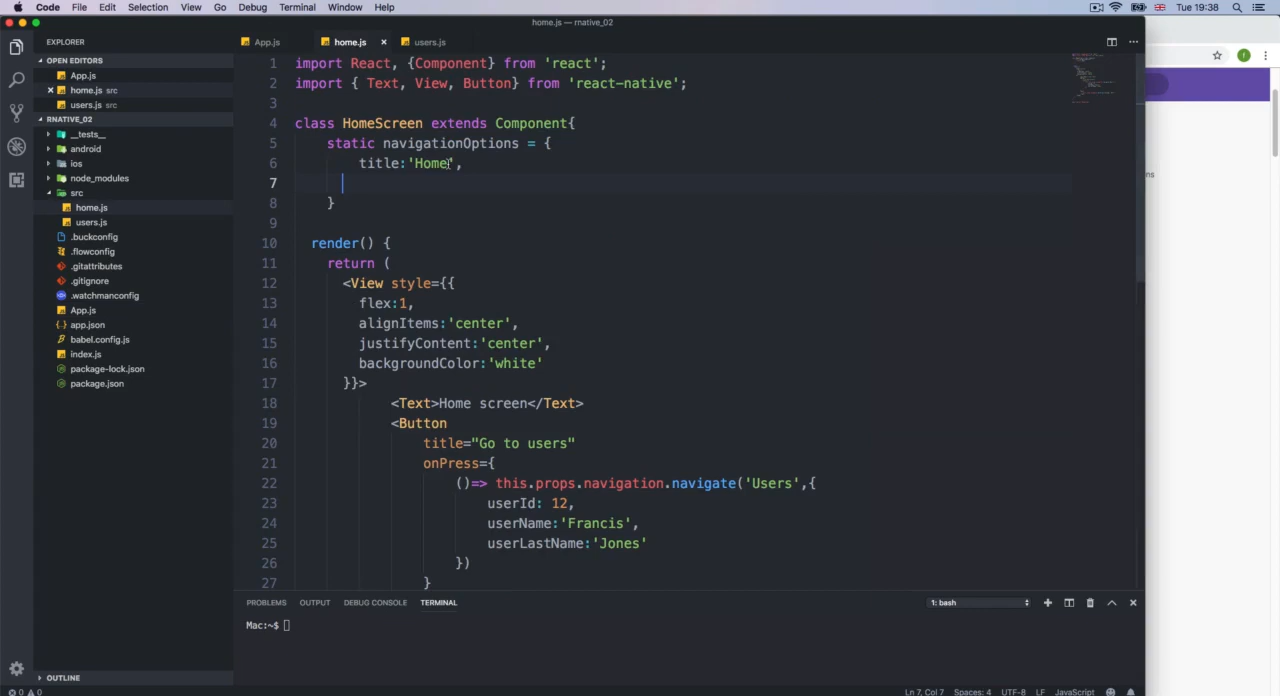 Code File Edit Selection View Go Debug Terminal Window Help Tue 19:38
home.js — rnative_02
EXPLORER
App.js home.js × users.js
OPEN EDITORS
App.js
× home.js src
users.js src
RNATIVE_02
__tests__
android
ios
node_modules
src
home.js
users.js
.buckconfig
.flowconfig
.gitattributes
.gitignore
.watchmanconfig
App.js
app.json
babel.config.js
index.js
package-lock.json
package.json
OUTLINE
1 import React, {Component} from 'react';
2 import { Text, View, Button} from 'react-native';
3
4 class HomeScreen extends Component{
5 static navigationOptions = {
6 title:'Home',
7
8 }
9
10 render() {
11 return (
12 <View style={{
13 flex:1,
14 alignItems:'center',
15 justifyContent:'center',
16 backgroundColor:'white'
17 }}>
18 <Text>Home screen</Text>
19 <Button
20 title="Go to users"
21 onPress={
22 ()=> this.props.navigation.navigate('Users',{
23 userId: 12,
24 userName:'Francis',
25 userLastName:'Jones'
26 })
27 }
PROBLEMS OUTPUT DEBUG CONSOLE TERMINAL 1: bash
Mac:~$
0 0 Ln 7, Col 7 Spaces: 4 UTF-8 LF JavaScript
f
ns